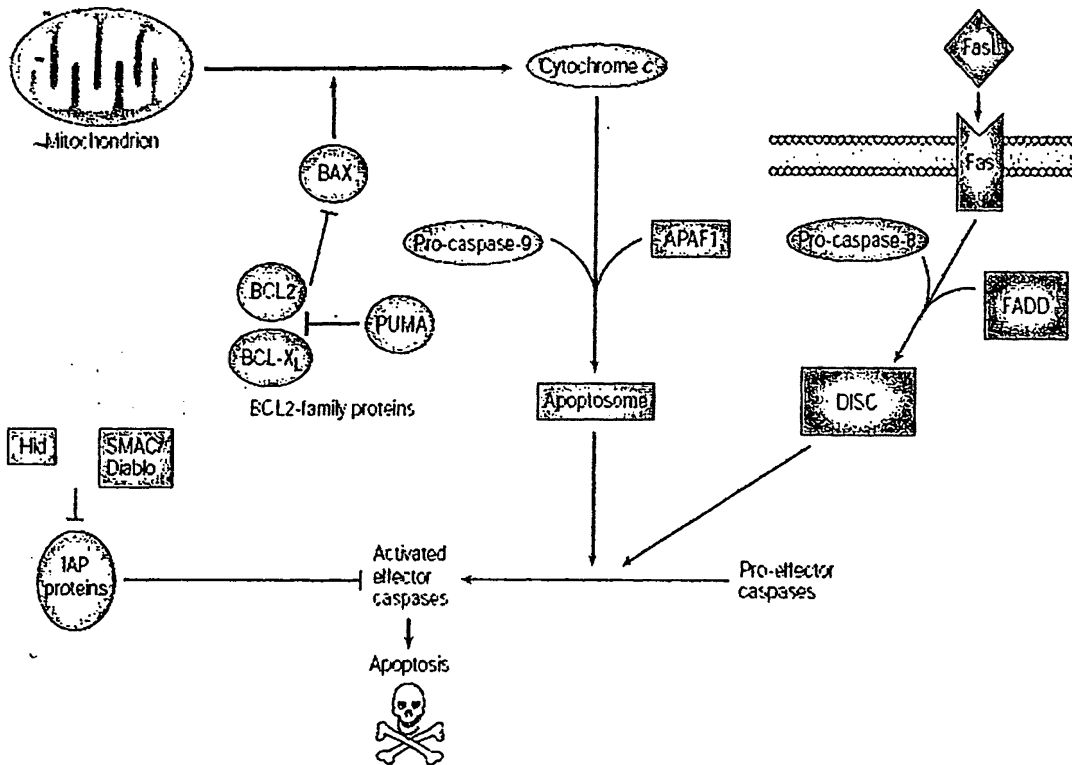 Mitochondrion
Cytochrome c
FasL
Fas
BAX
Pro-caspase-9
APAF1
Pro-caspase-8
FADD
BCL2
PUMA
BCL-XL
BCL2-family proteins
Apoptosome
DISC
Hid
SMAC/
Diablo
IAP
proteins
Activated
effector
caspases
Pro-effector
caspases
Apoptosis